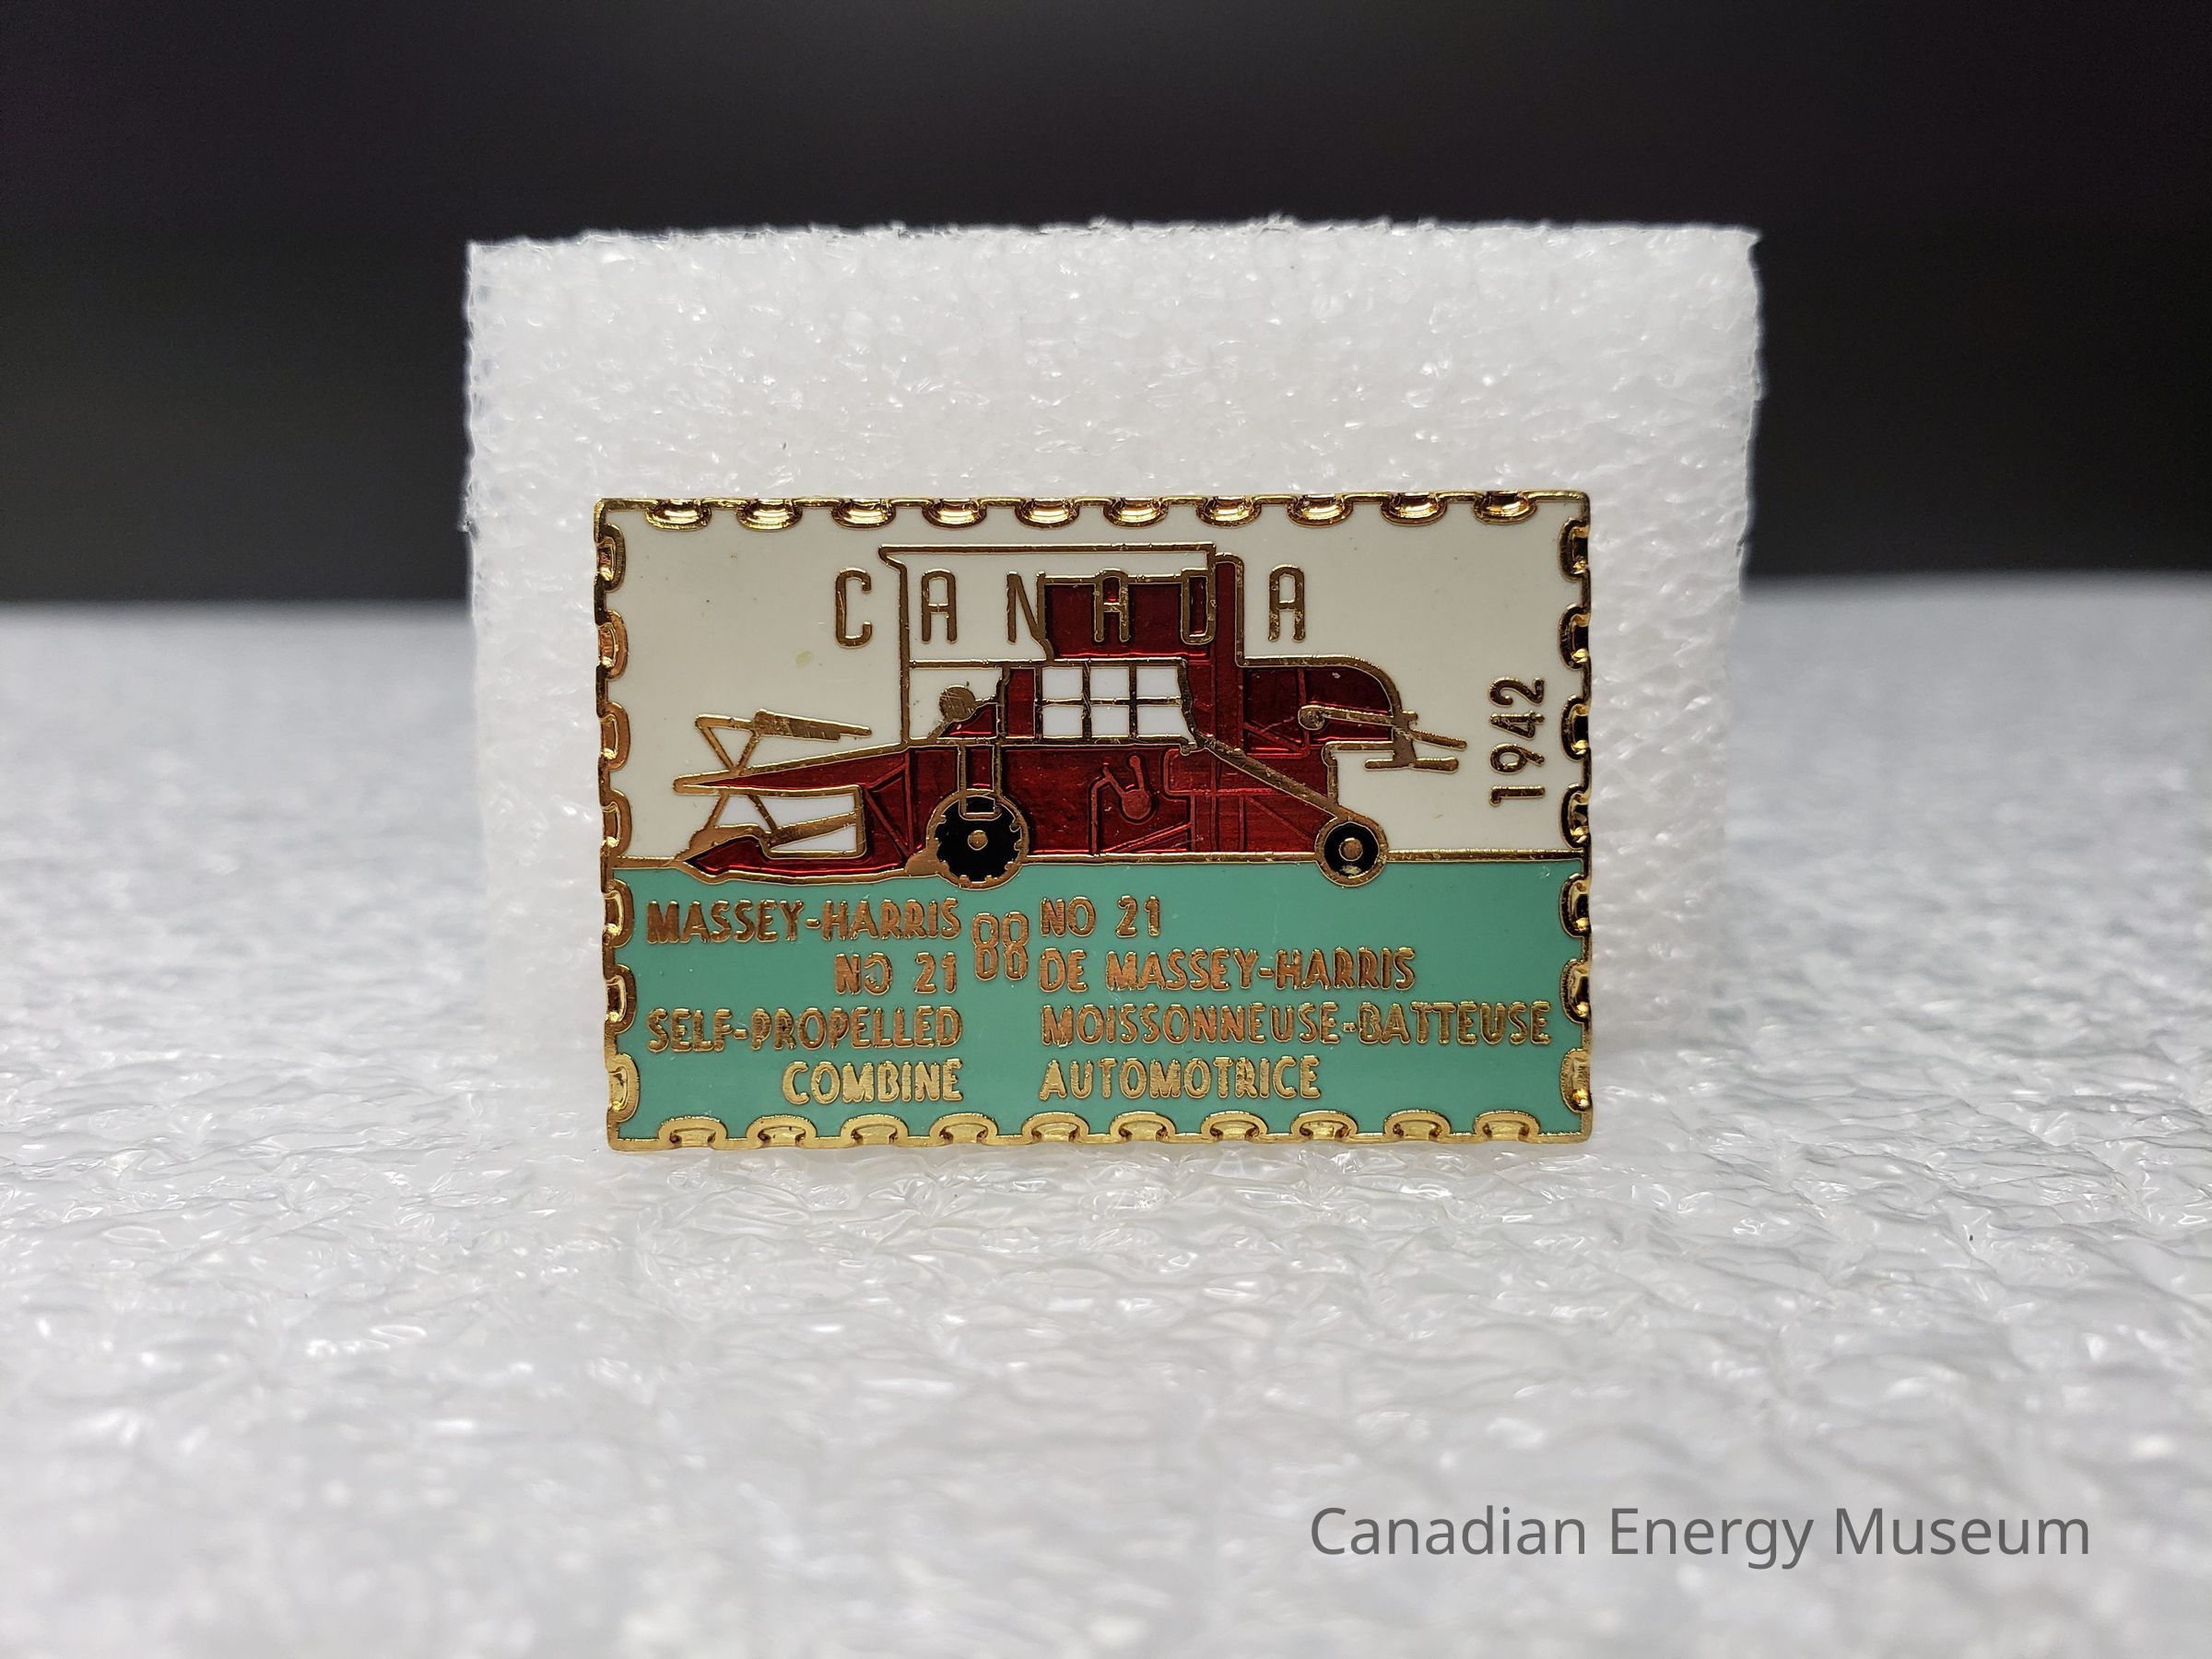 CANADA
1942
MASSEY-HARRIS
NO 21
SELF-PROPELLED
COMBINE
88
NO 21
DE MASSEY-HARRIS
MOISSONNEUSE-BATTEUSE
AUTOMOTRICE
Canadian Energy Museum